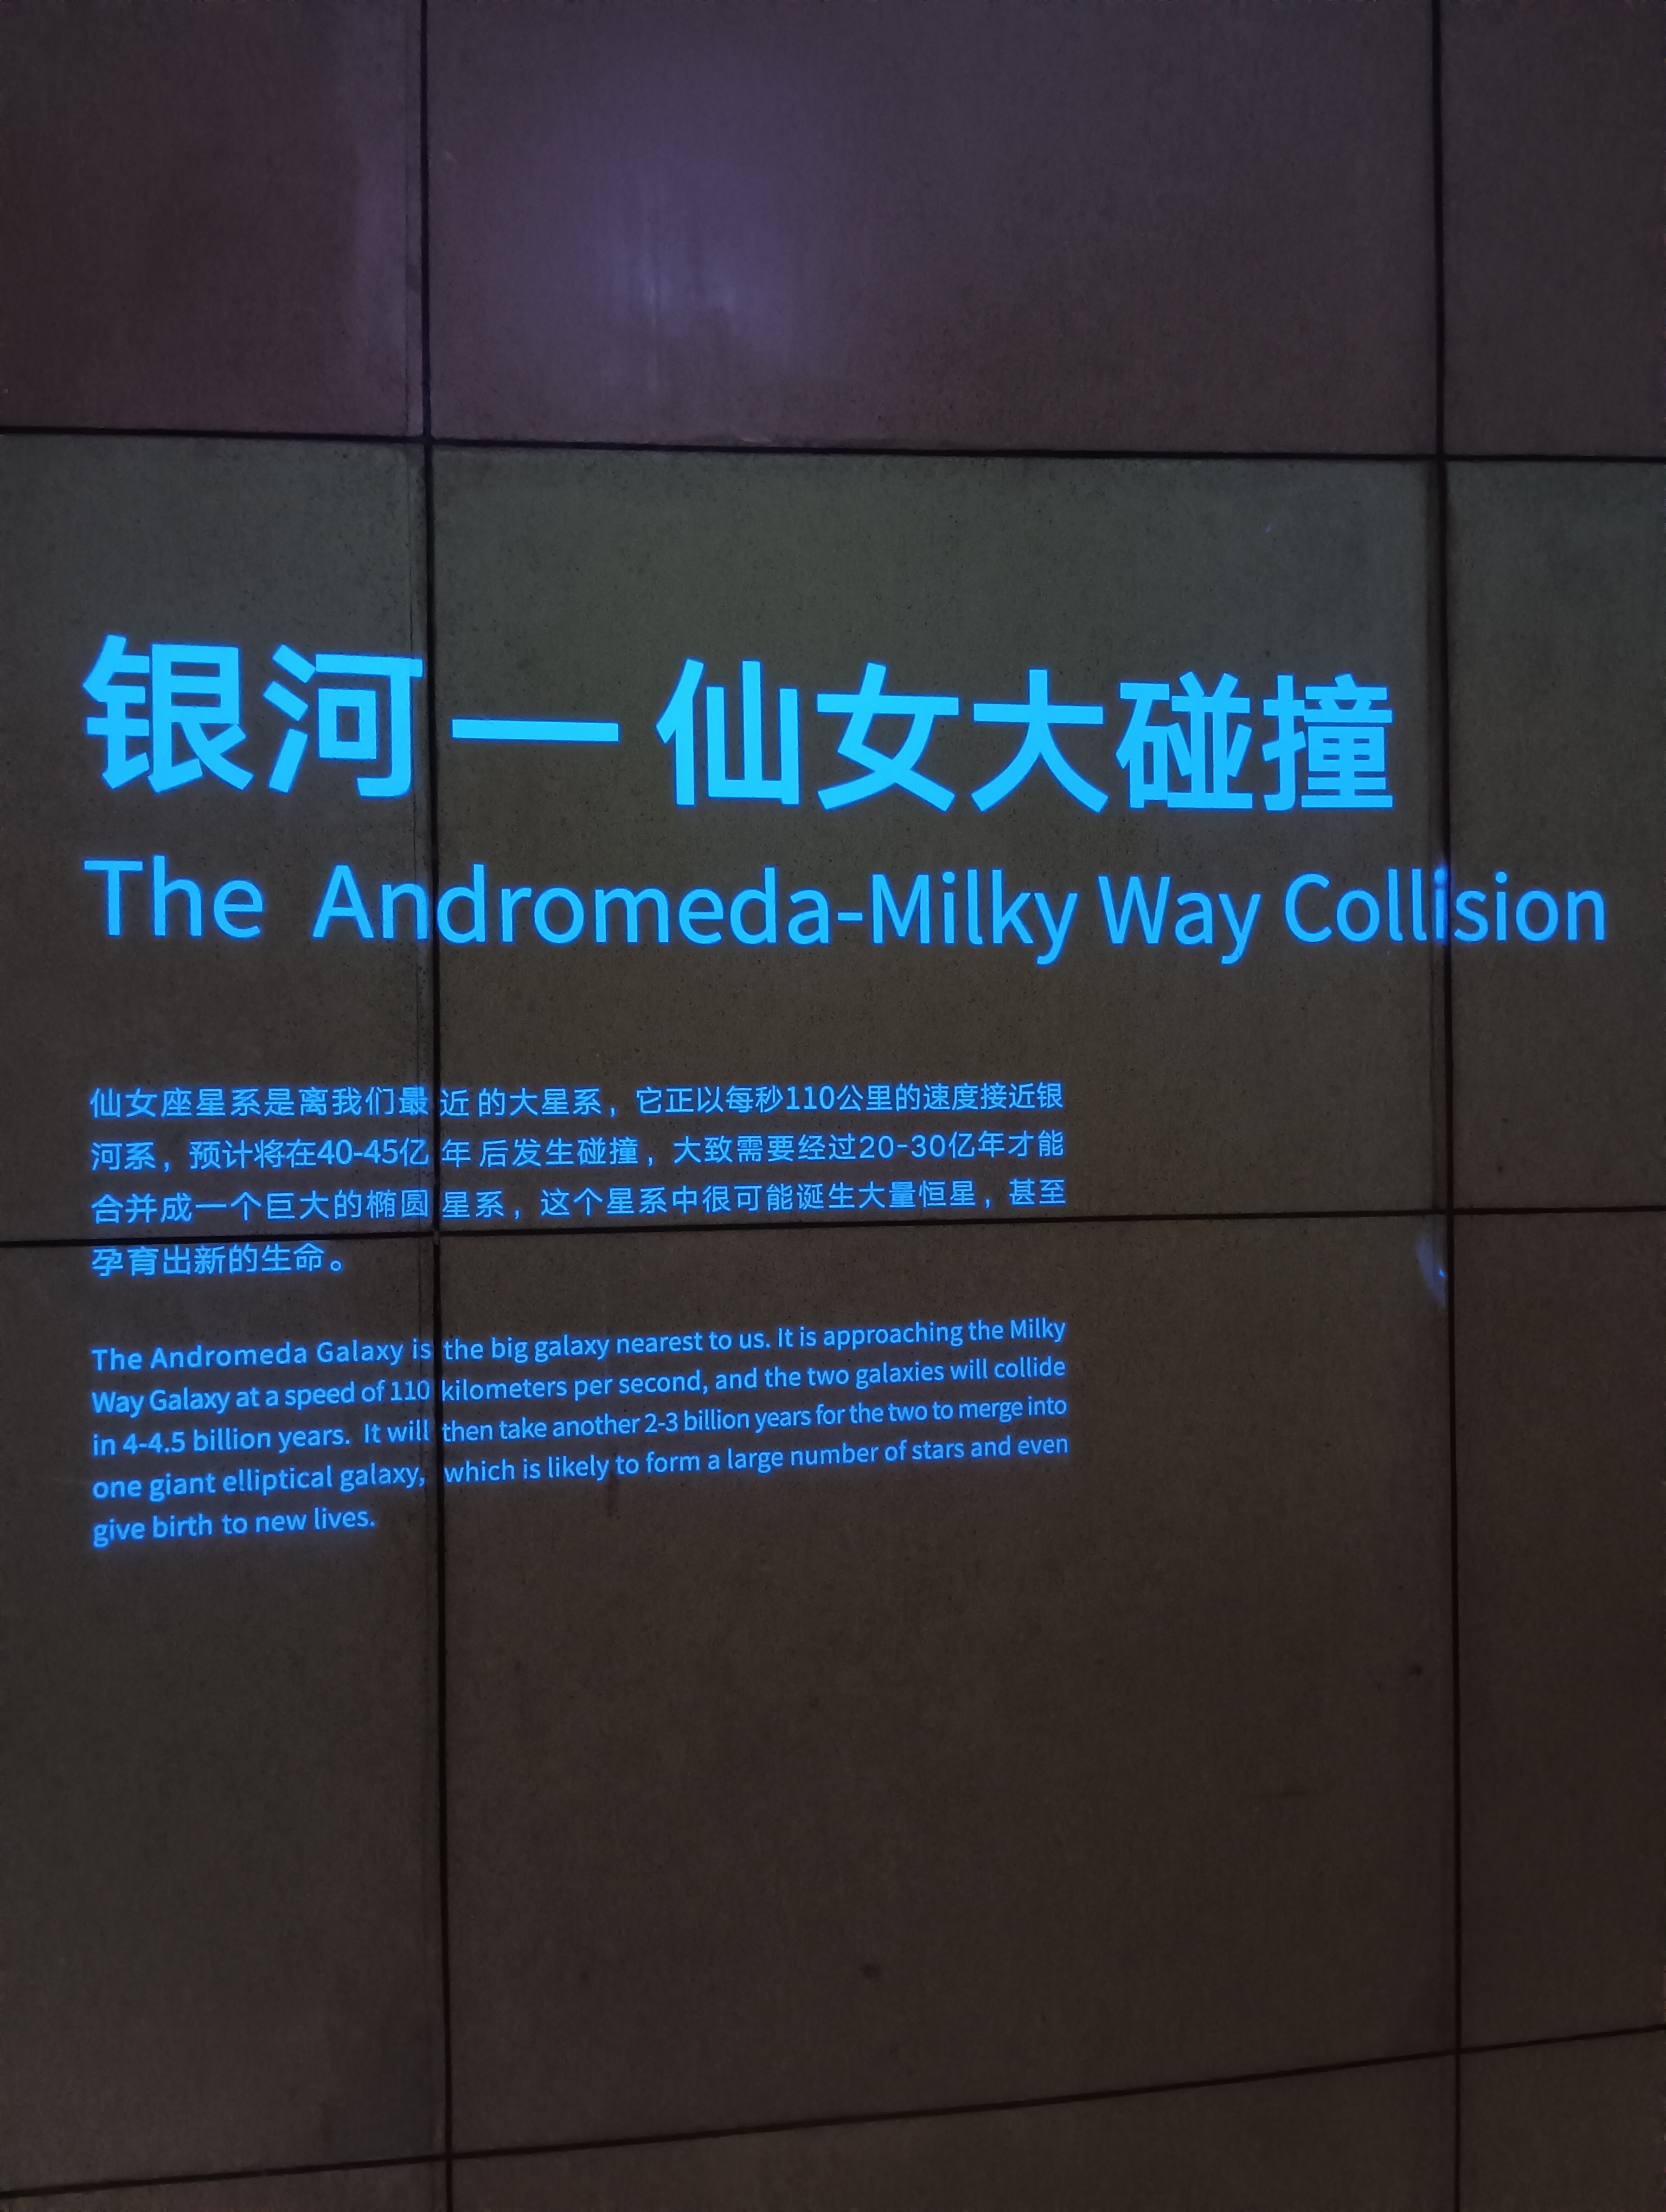 银河一仙女大碰撞
The Andromeda-Milky Way Collision
仙女座星系是离我们最近的大星系，它正以每秒110公里的速度接近银
河系，预计将在40-45亿年后发生碰撞，大致需要经过20-30亿年才能
合并成一个巨大的椭圆星系，这个星系中很可能诞生大量恒星，甚至
孕育出新的生命。
The Andromeda Galaxy is the big galaxy nearest to us. It is approaching the Milky
Way Galaxy at a speed of 110 kilometers per second, and the two galaxies will collide
in 4-4.5 billion years. It will then take another 2-3 billion years for the two to merge into
one giant elliptical galaxy, which is likely to form a large number of stars and even
give birth to new lives.